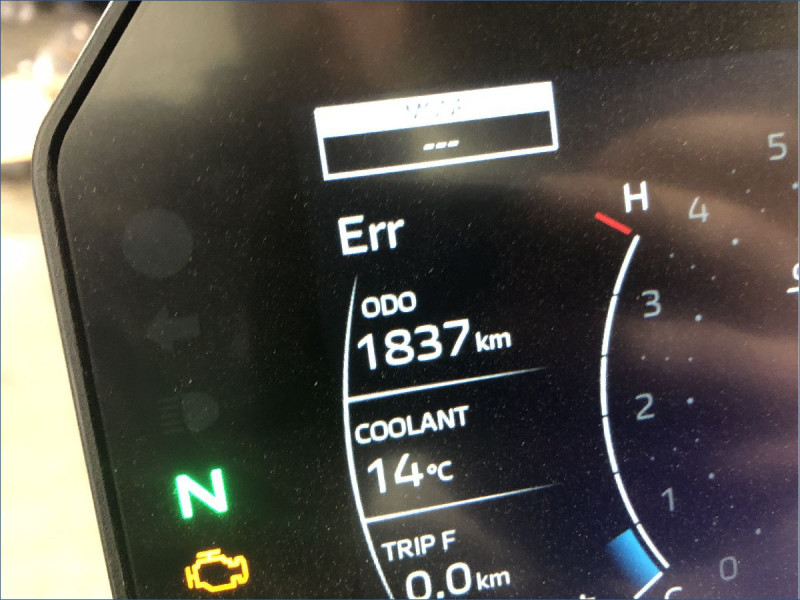 ---
Err
ODO
1837 km
COOLANT
14°C
TRIP F
0.0 km
N
H
5
4
3
2
1
0
C